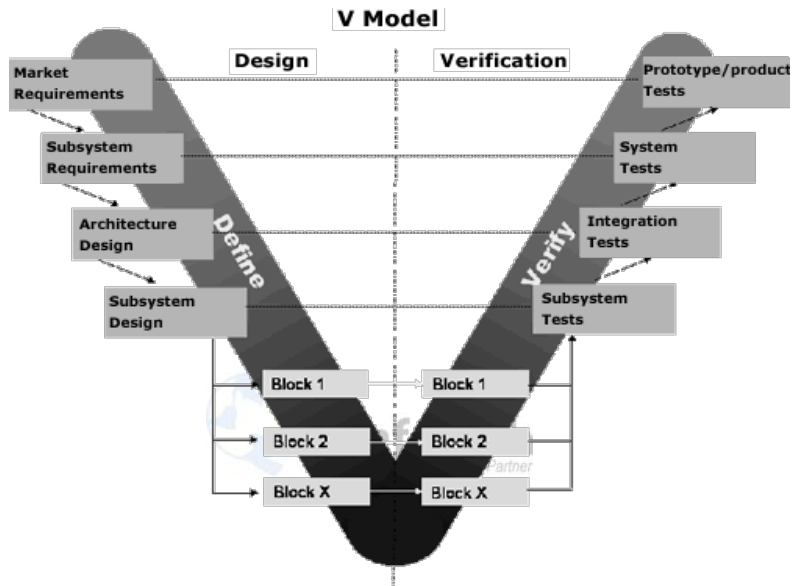 V Model
Design
Verification
Market
Requirements
Prototype/product
Tests
Subsystem
Requirements
System
Tests
Architecture
Design
Integration
Tests
Define
Verify
Subsystem
Design
Subsystem
Tests
Block 1
Block 1
Block 2
Block 2
Partner
Block X
Block X